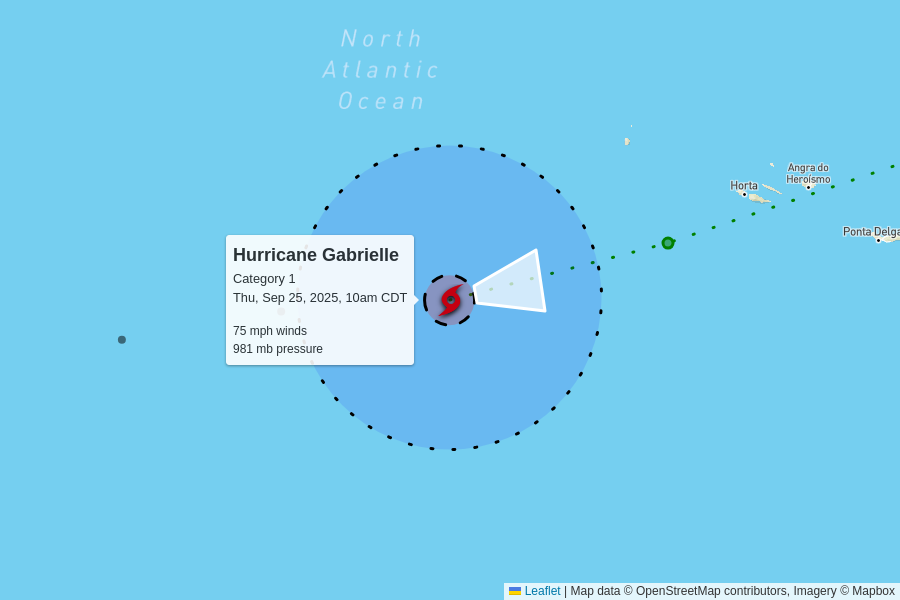 North
Atlantic
Ocean
Angra do
Heroísmo
Horta
Ponta Delga
Hurricane Gabrielle
Category 1
Thu, Sep 25, 2025, 10am CDT
75 mph winds
981 mb pressure
Leaflet | Map data © OpenStreetMap contributors, Imagery © Mapbox